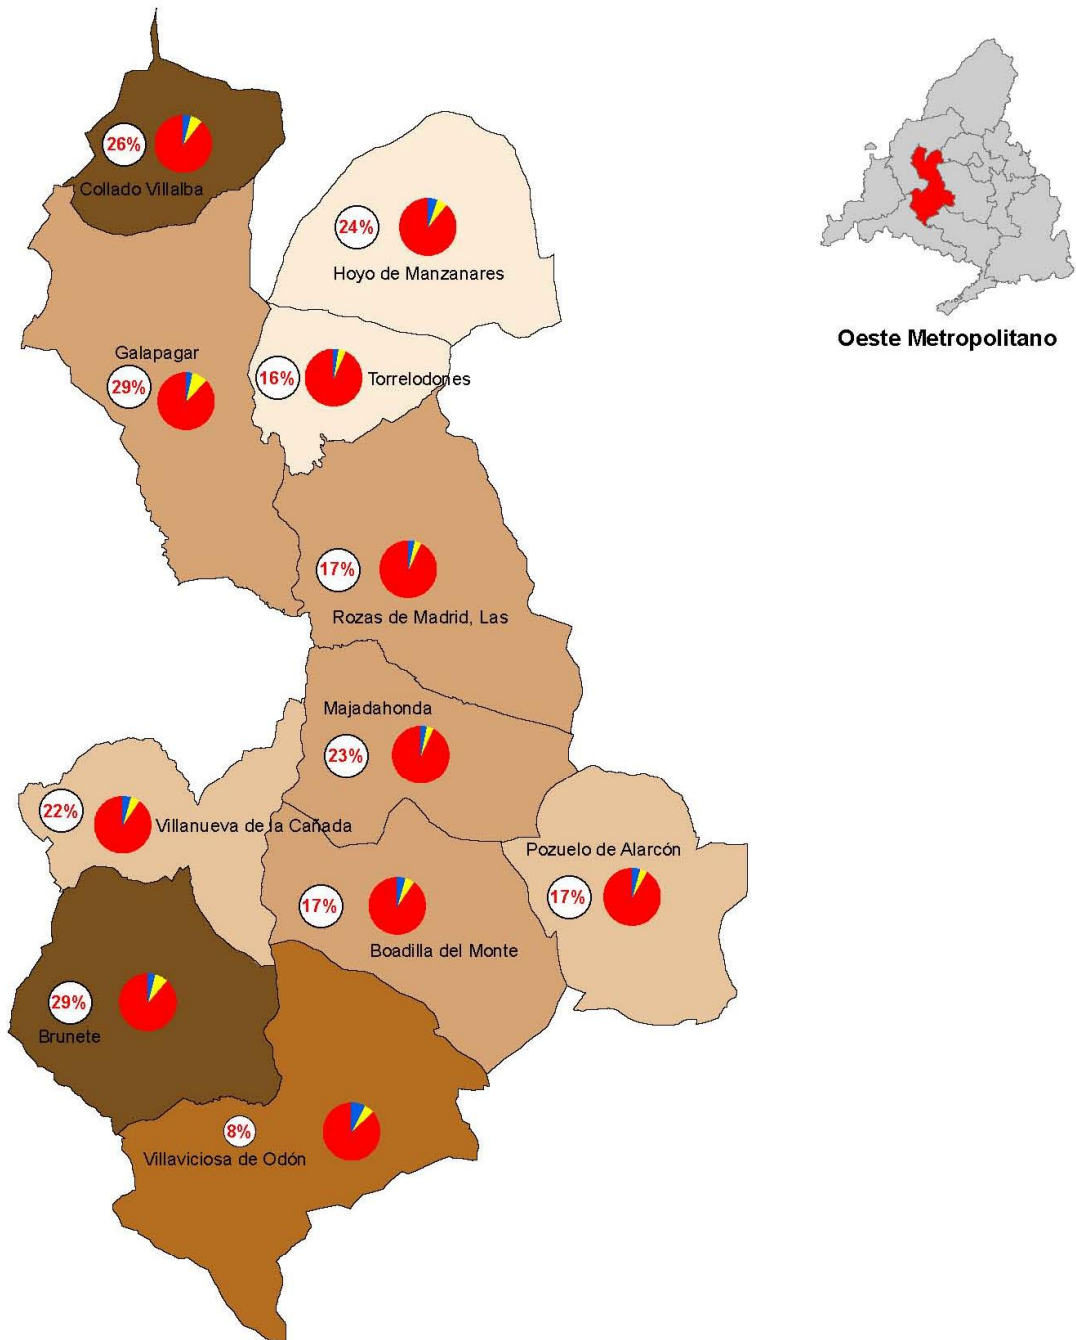 26%
Collado Villalba
24%
Hoyo de Manzanares
Oeste Metropolitano
Galapagar
29%
16%
Torrelodones
17%
Rozas de Madrid, Las
Majadahonda
23%
22%
Villanueva de la Cañada
Pozuelo de Alarcón
17%
17%
Boadilla del Monte
29%
Brunete
8%
Villaviciosa de Odón